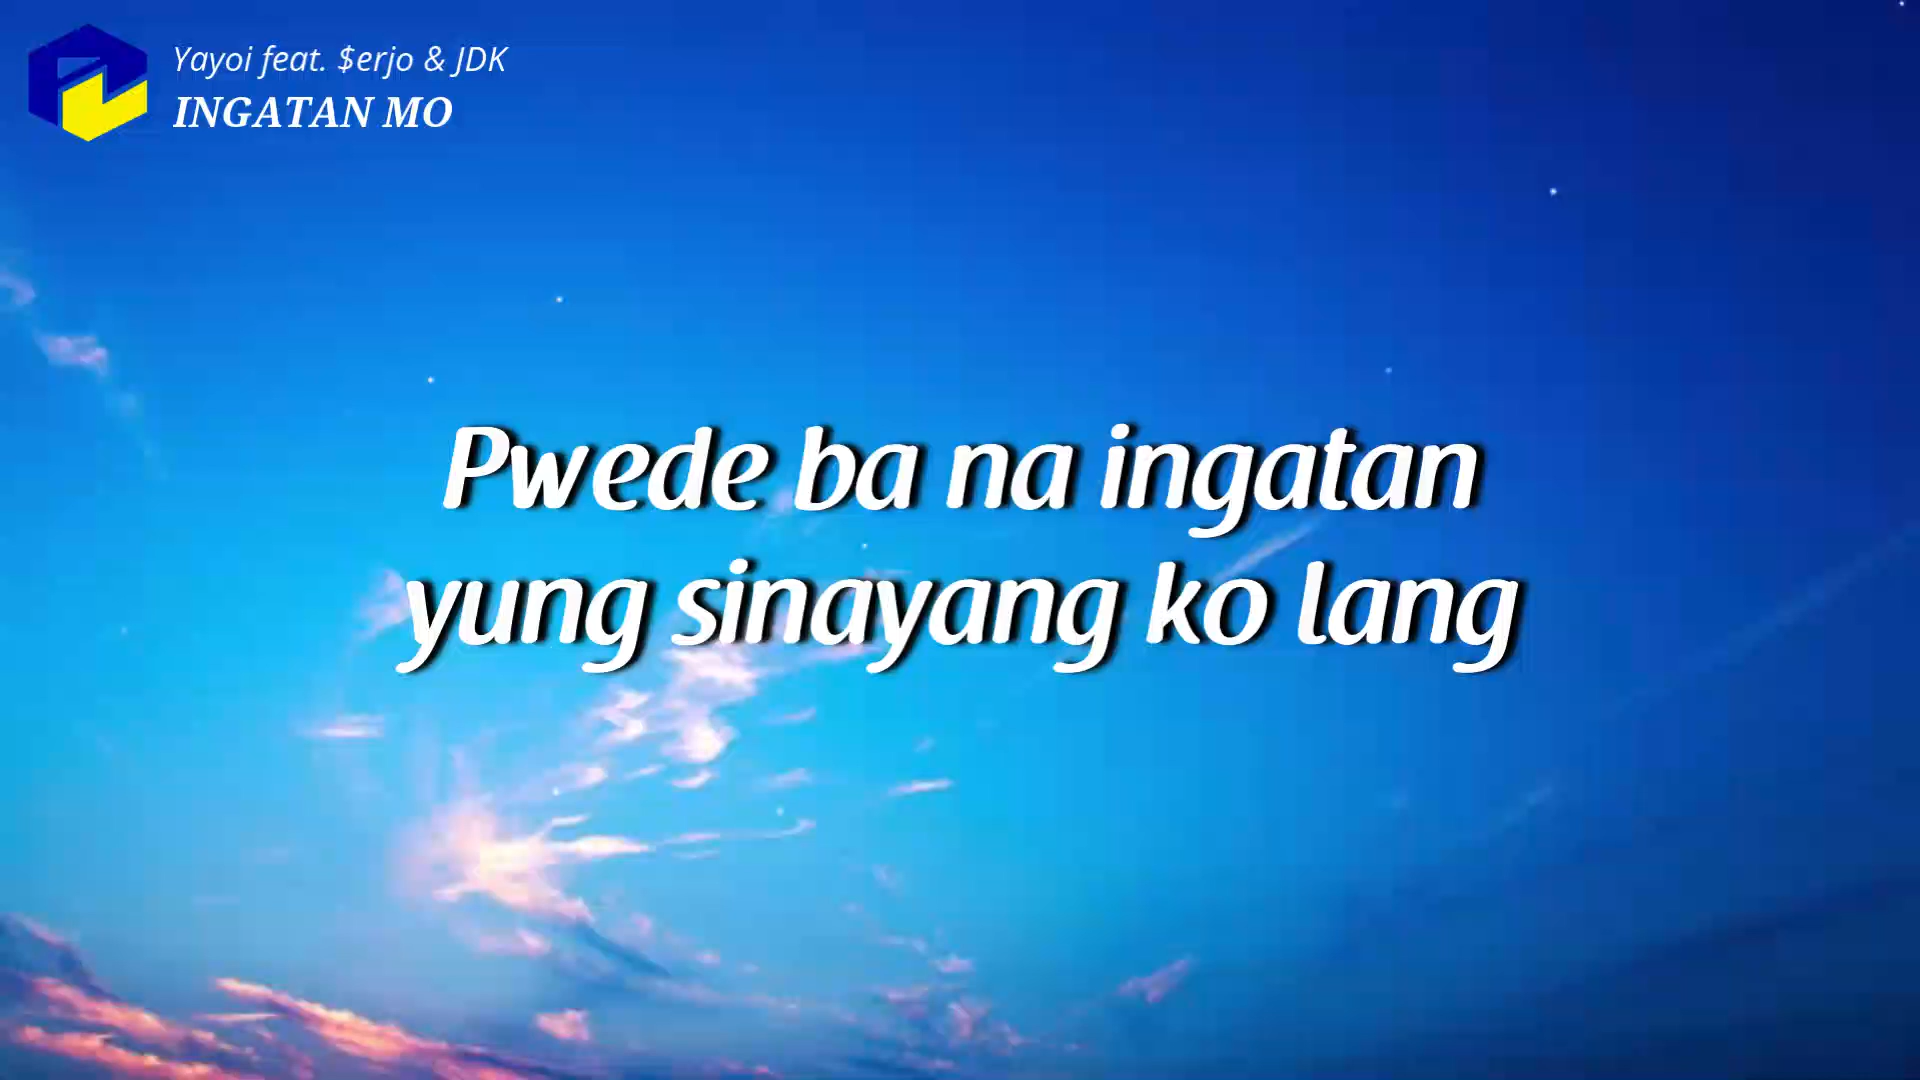 Yayoi feat. $erjo & JDK
INGATAN MO
Pwede ba na ingatan
yung sinayang ko lang